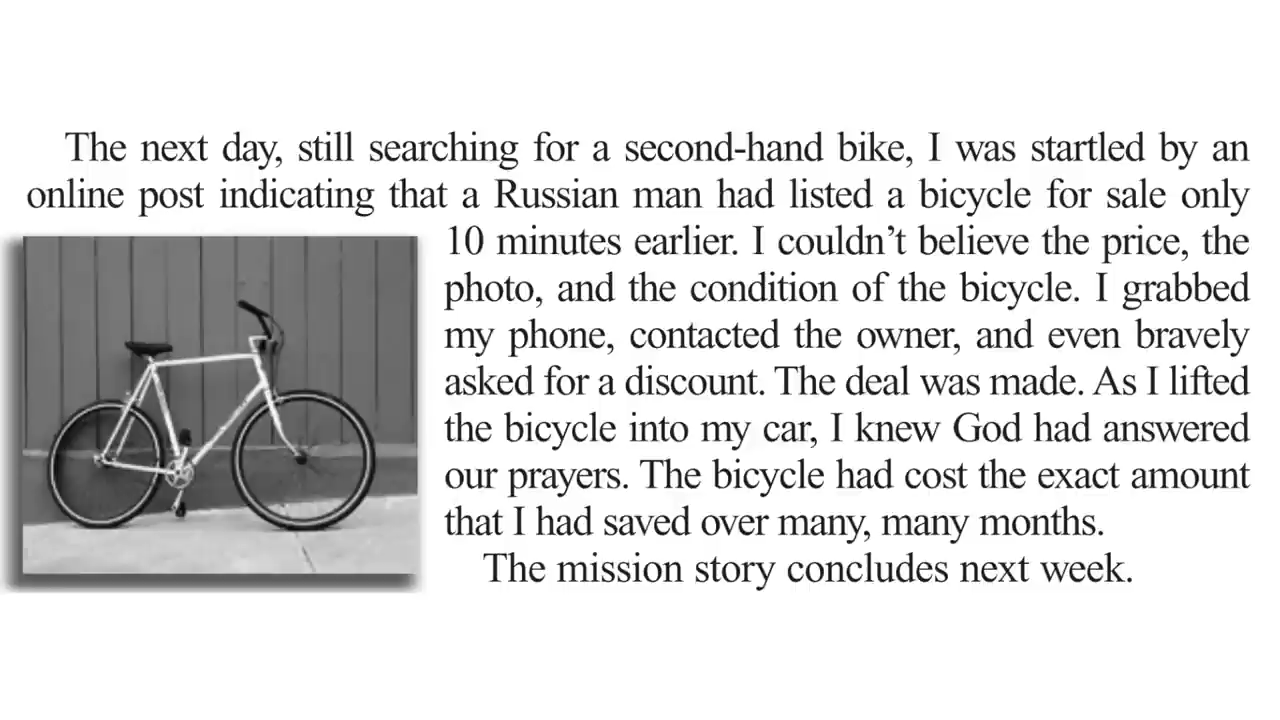 The next day, still searching for a second-hand bike, I was startled by an
online post indicating that a Russian man had listed a bicycle for sale only
10 minutes earlier. I couldn’t believe the price, the
photo, and the condition of the bicycle. I grabbed
my phone, contacted the owner, and even bravely
asked for a discount. The deal was made. As I lifted
the bicycle into my car, I knew God had answered
our prayers. The bicycle had cost the exact amount
that I had saved over many, many months.
The mission story concludes next week.